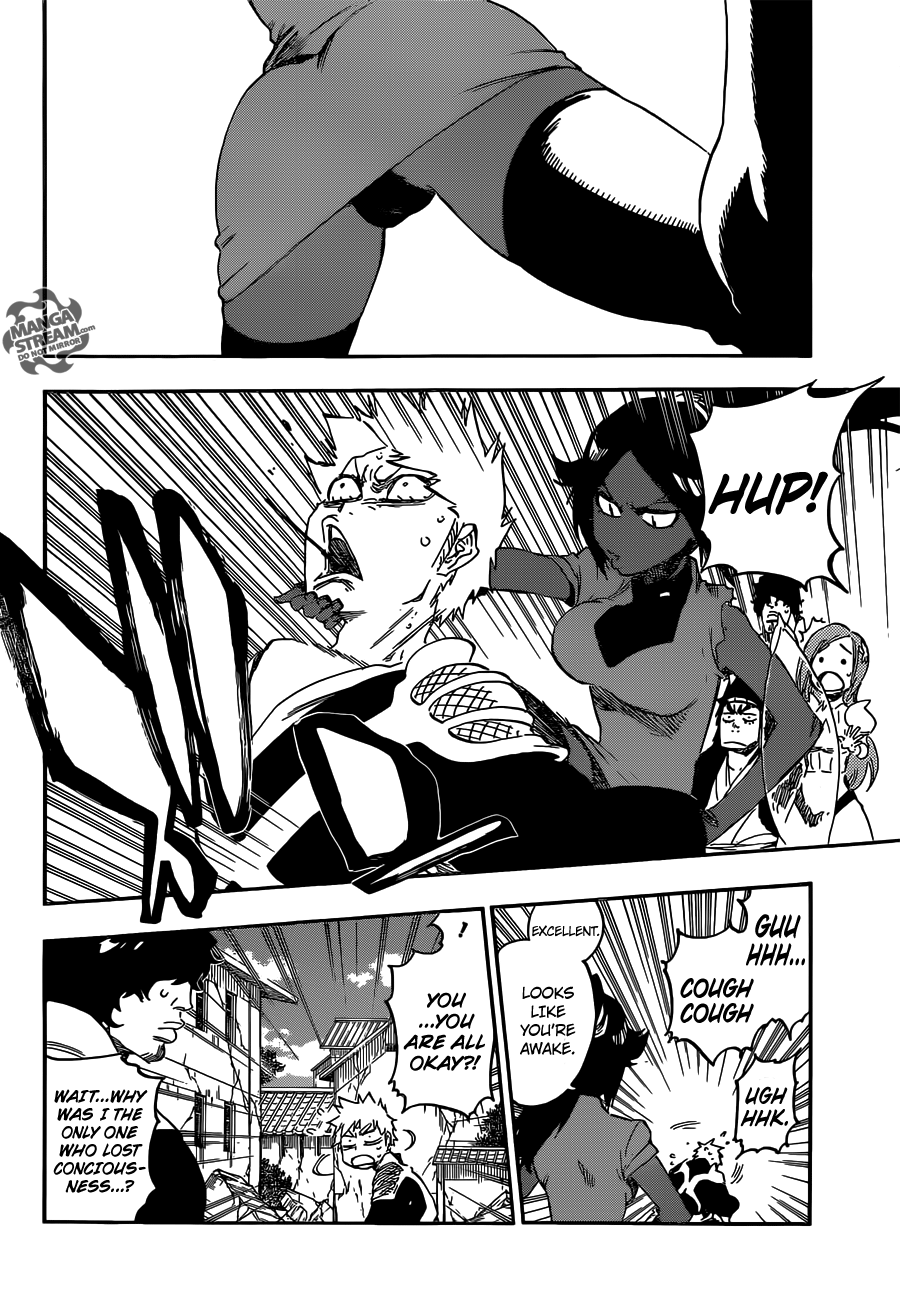 MANGA
STREAM.com
DO NOT MIRROR
HUP!
GUU
HHH...
COUGH
COUGH
UGH
HHK.
EXCELLENT.
LOOKS
LIKE
YOU'RE
AWAKE.
!
YOU
...YOU
ARE ALL
OKAY?!
WAIT...WHY
WAS I THE
ONLY ONE
WHO LOST
CONCIOUS-
NESS...?